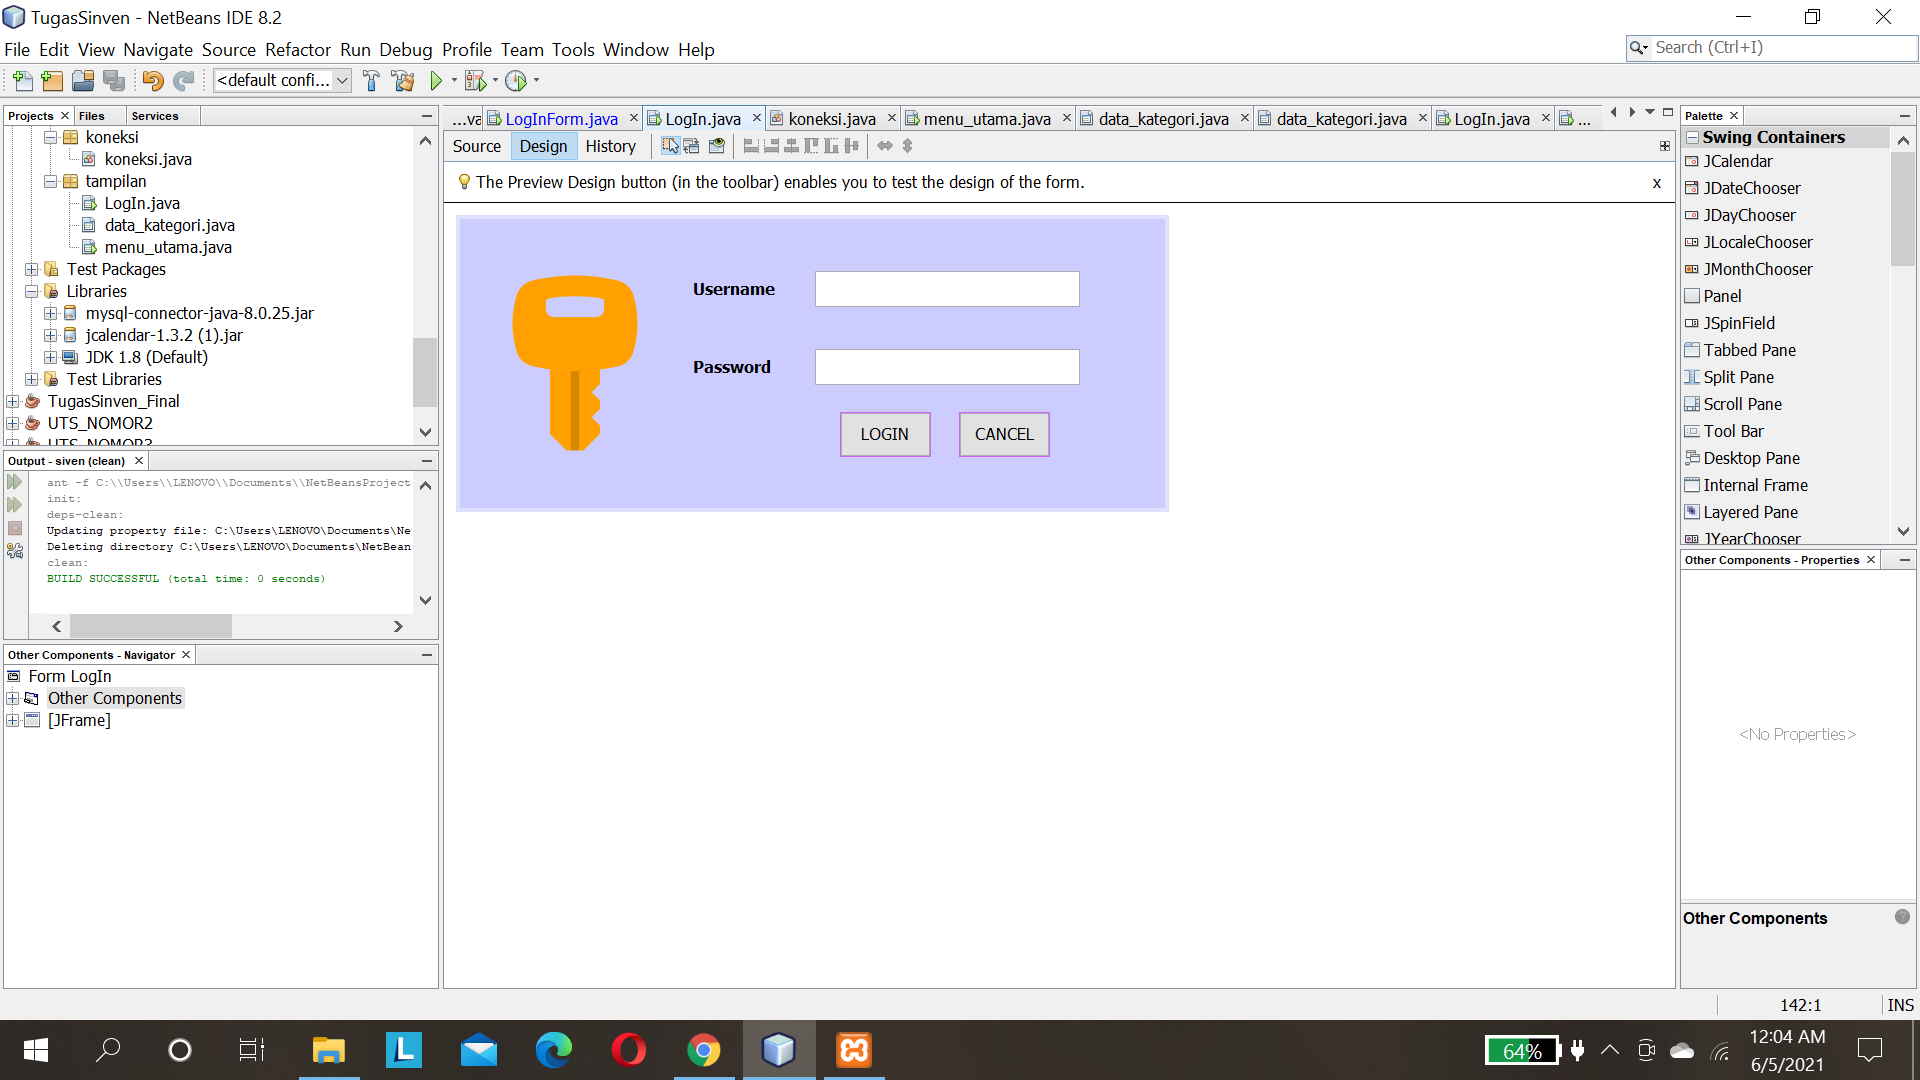 TugasSinven - NetBeans IDE 8.2
File Edit View Navigate Source Refactor Run Debug Profile Team Tools Window Help
Search (Ctrl+I)
<default confi...
Projects Files Services
koneksi
koneksi.java
tampilan
LogIn.java
data_kategori.java
menu_utama.java
Test Packages
Libraries
mysql-connector-java-8.0.25.jar
jcalendar-1.3.2 (1).jar
JDK 1.8 (Default)
Test Libraries
TugasSinven_Final
UTS_NOMOR2
UTS_NOMOR3
Output - siven (clean)
ant -f C:\\Users\\LENOVO\\Documents\\NetBeansProject
init:
deps-clean:
Updating property file: C:\Users\LENOVO\Documents\Ne
Deleting directory C:\Users\LENOVO\Documents\NetBean
clean:
BUILD SUCCESSFUL (total time: 0 seconds)
Other Components - Navigator
Form LogIn
Other Components
[JFrame]
...va LogInForm.java LogIn.java koneksi.java menu_utama.java data_kategori.java data_kategori.java LogIn.java ...
Source Design History
The Preview Design button (in the toolbar) enables you to test the design of the form. x
Username
Password
LOGIN CANCEL
Palette
Swing Containers
JCalendar
JDateChooser
JDayChooser
JLocaleChooser
JMonthChooser
Panel
JSpinField
Tabbed Pane
Split Pane
Scroll Pane
Tool Bar
Desktop Pane
Internal Frame
Layered Pane
JYearChooser
Other Components - Properties
<No Properties>
Other Components
142:1 INS
64%
12:04 AM
6/5/2021